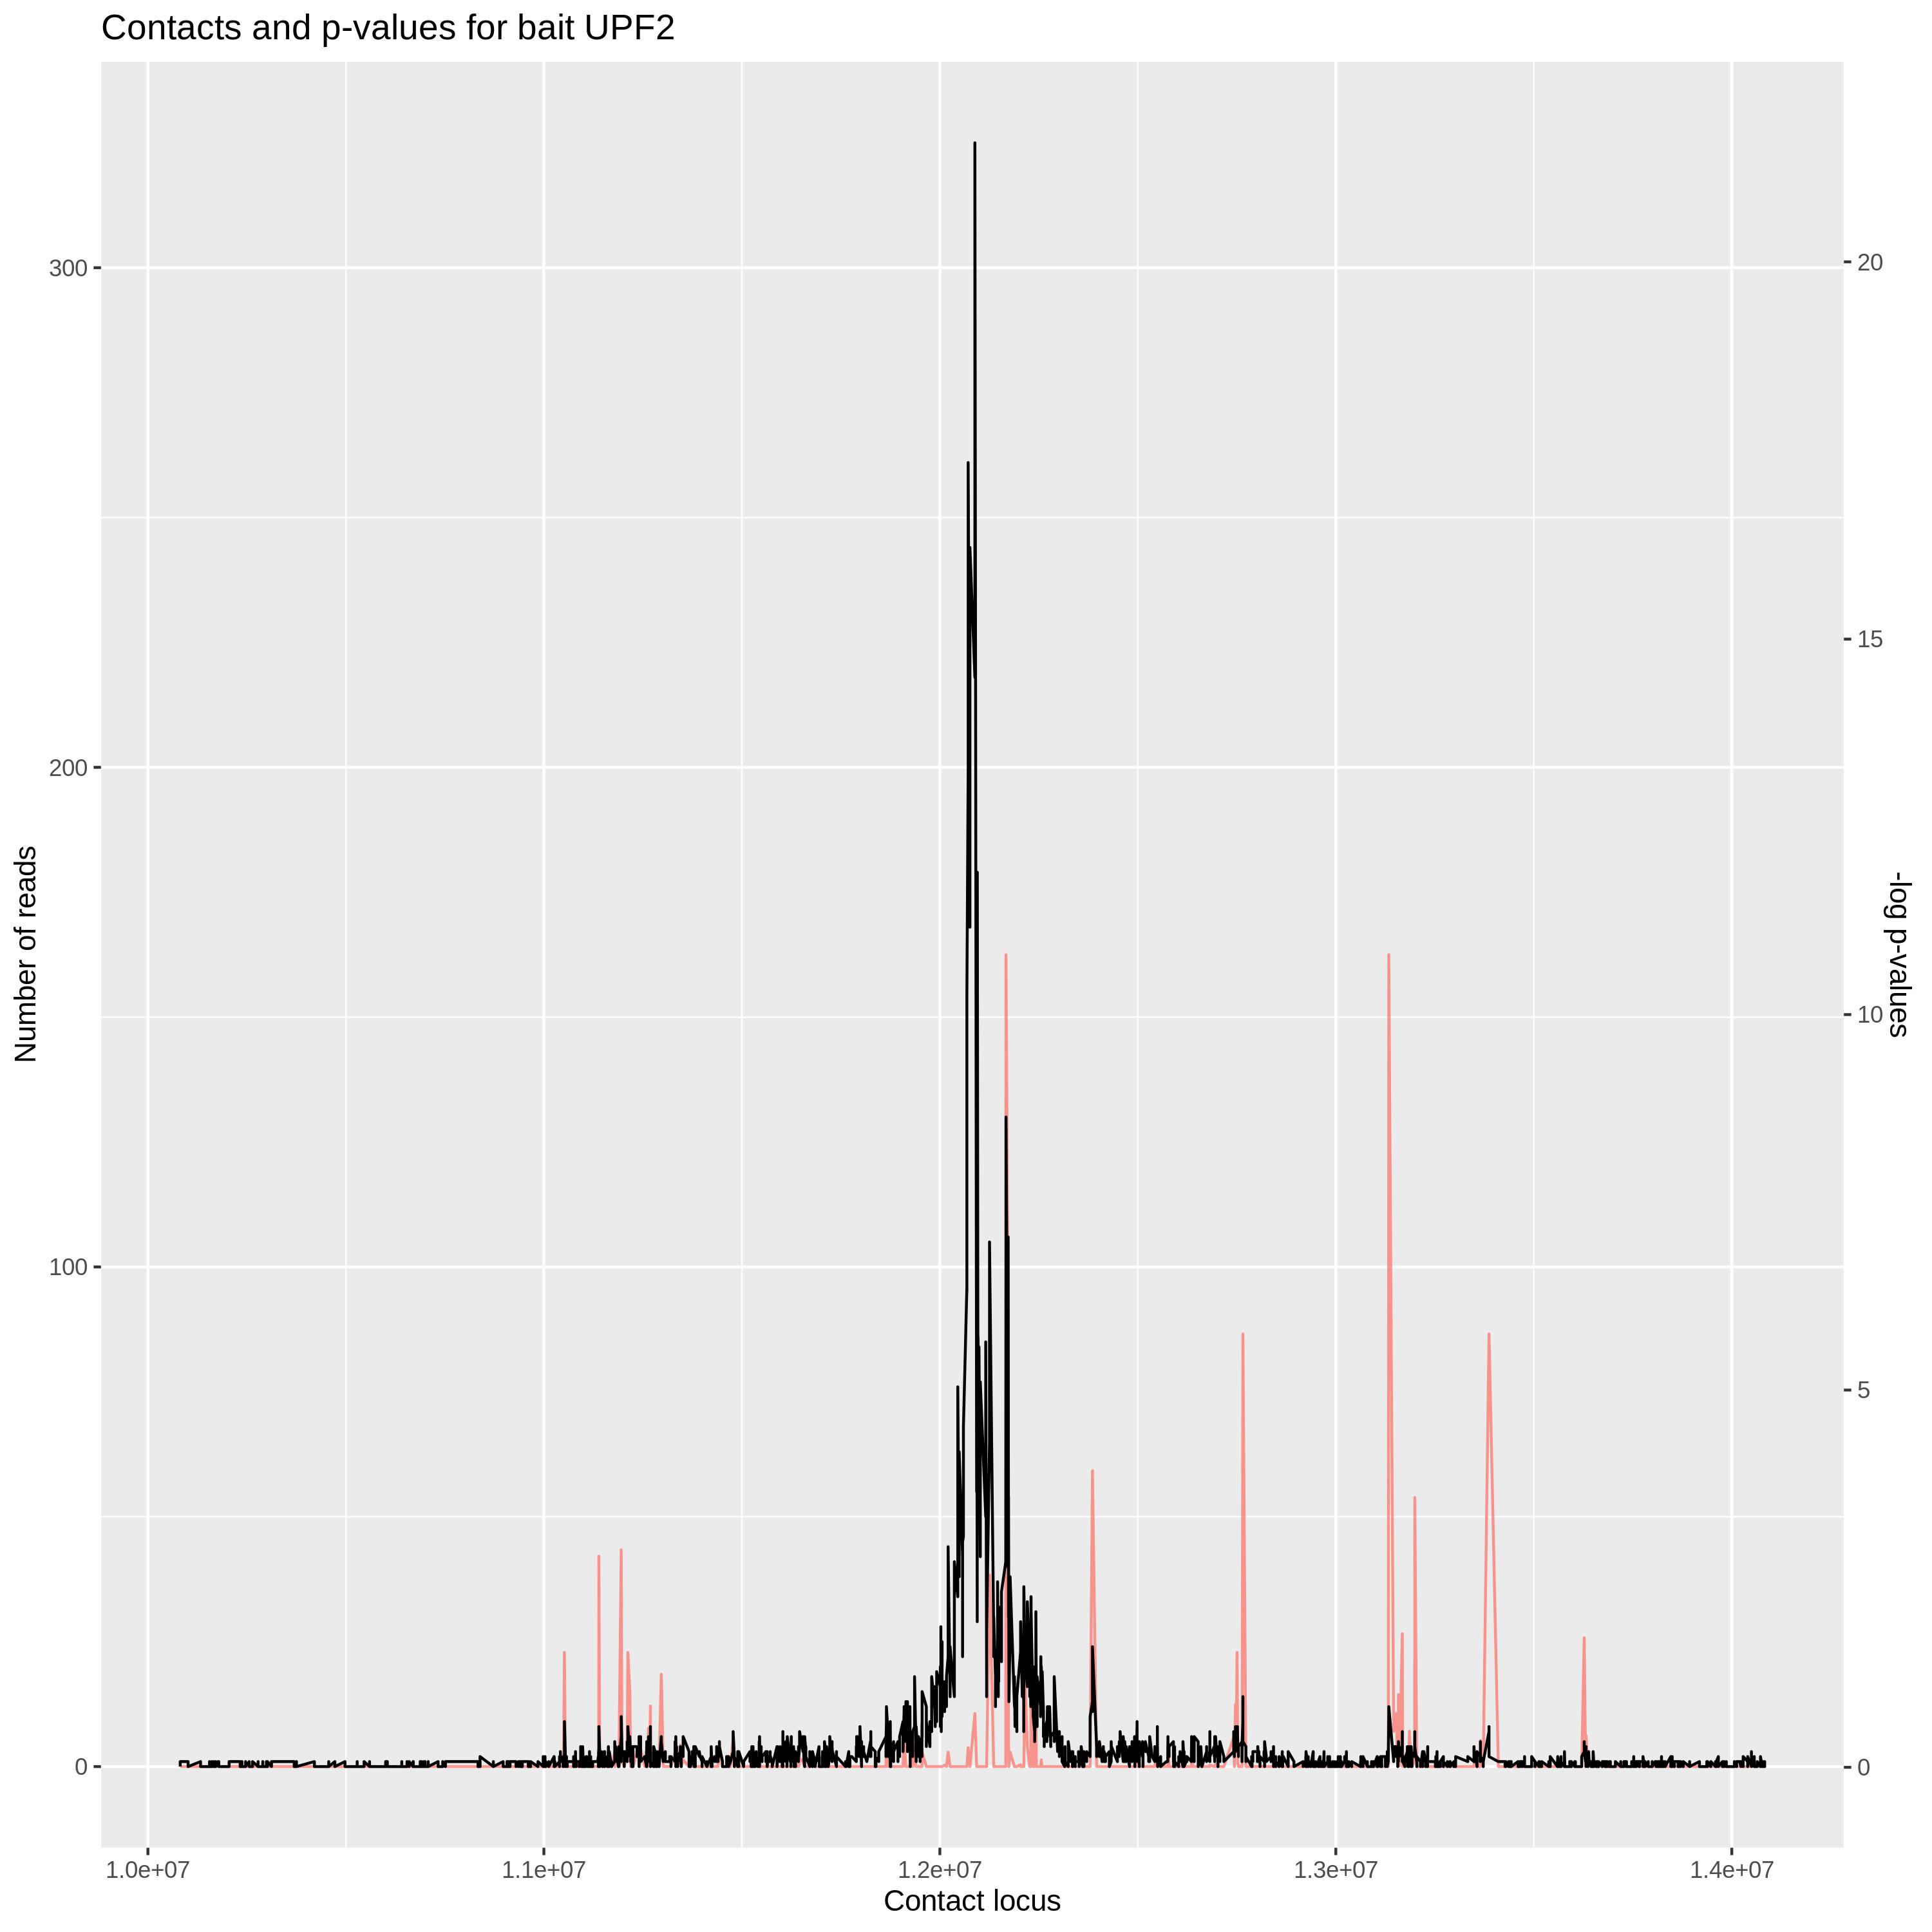 Contacts and p-values for bait UPF2
300
200
100
0
Number of reads
20
15
10
5
0
-log p-values
1.0e+07
1.1e+07
1.2e+07
1.3e+07
1.4e+07
Contact locus